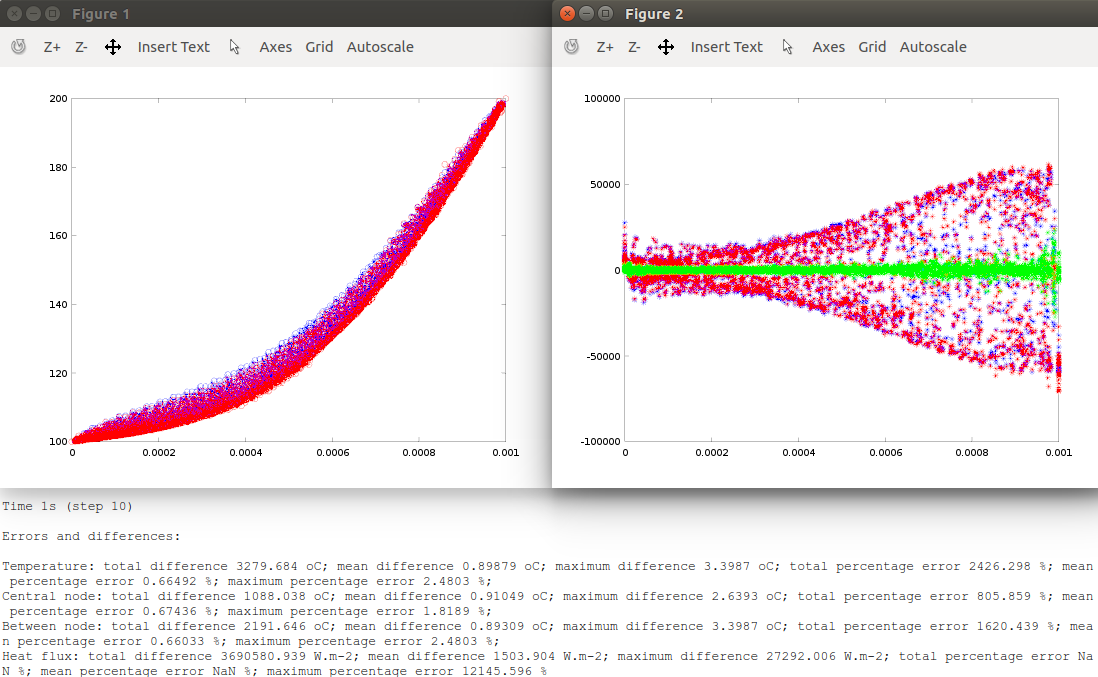 Figure 1
Z+ Z- Insert Text Axes Grid Autoscale
200
180
160
140
120
100
0 0.0002 0.0004 0.0006 0.0008 0.001
Figure 2
Z+ Z- Insert Text Axes Grid Autoscale
100000
50000
0
-50000
-100000
0 0.0002 0.0004 0.0006 0.0008 0.001
Time 1s (step 10)
Errors and differences:
Temperature: total difference 3279.684 oC; mean difference 0.89879 oC; maximum difference 3.3987 oC; total percentage error 2426.298 %; mean
percentage error 0.66492 %; maximum percentage error 2.4803 %;
Central node: total difference 1088.038 oC; mean difference 0.91049 oC; maximum difference 2.6393 oC; total percentage error 805.859 %; mean
percentage error 0.67436 %; maximum percentage error 1.8189 %;
Between node: total difference 2191.646 oC; mean difference 0.89309 oC; maximum difference 3.3987 oC; total percentage error 1620.439 %; mea
n percentage error 0.66033 %; maximum percentage error 2.4803 %;
Heat flux: total difference 3690580.939 W.m-2; mean difference 1503.904 W.m-2; maximum difference 27292.006 W.m-2; total percentage error Na
N %; mean percentage error NaN %; maximum percentage error 12145.596 %